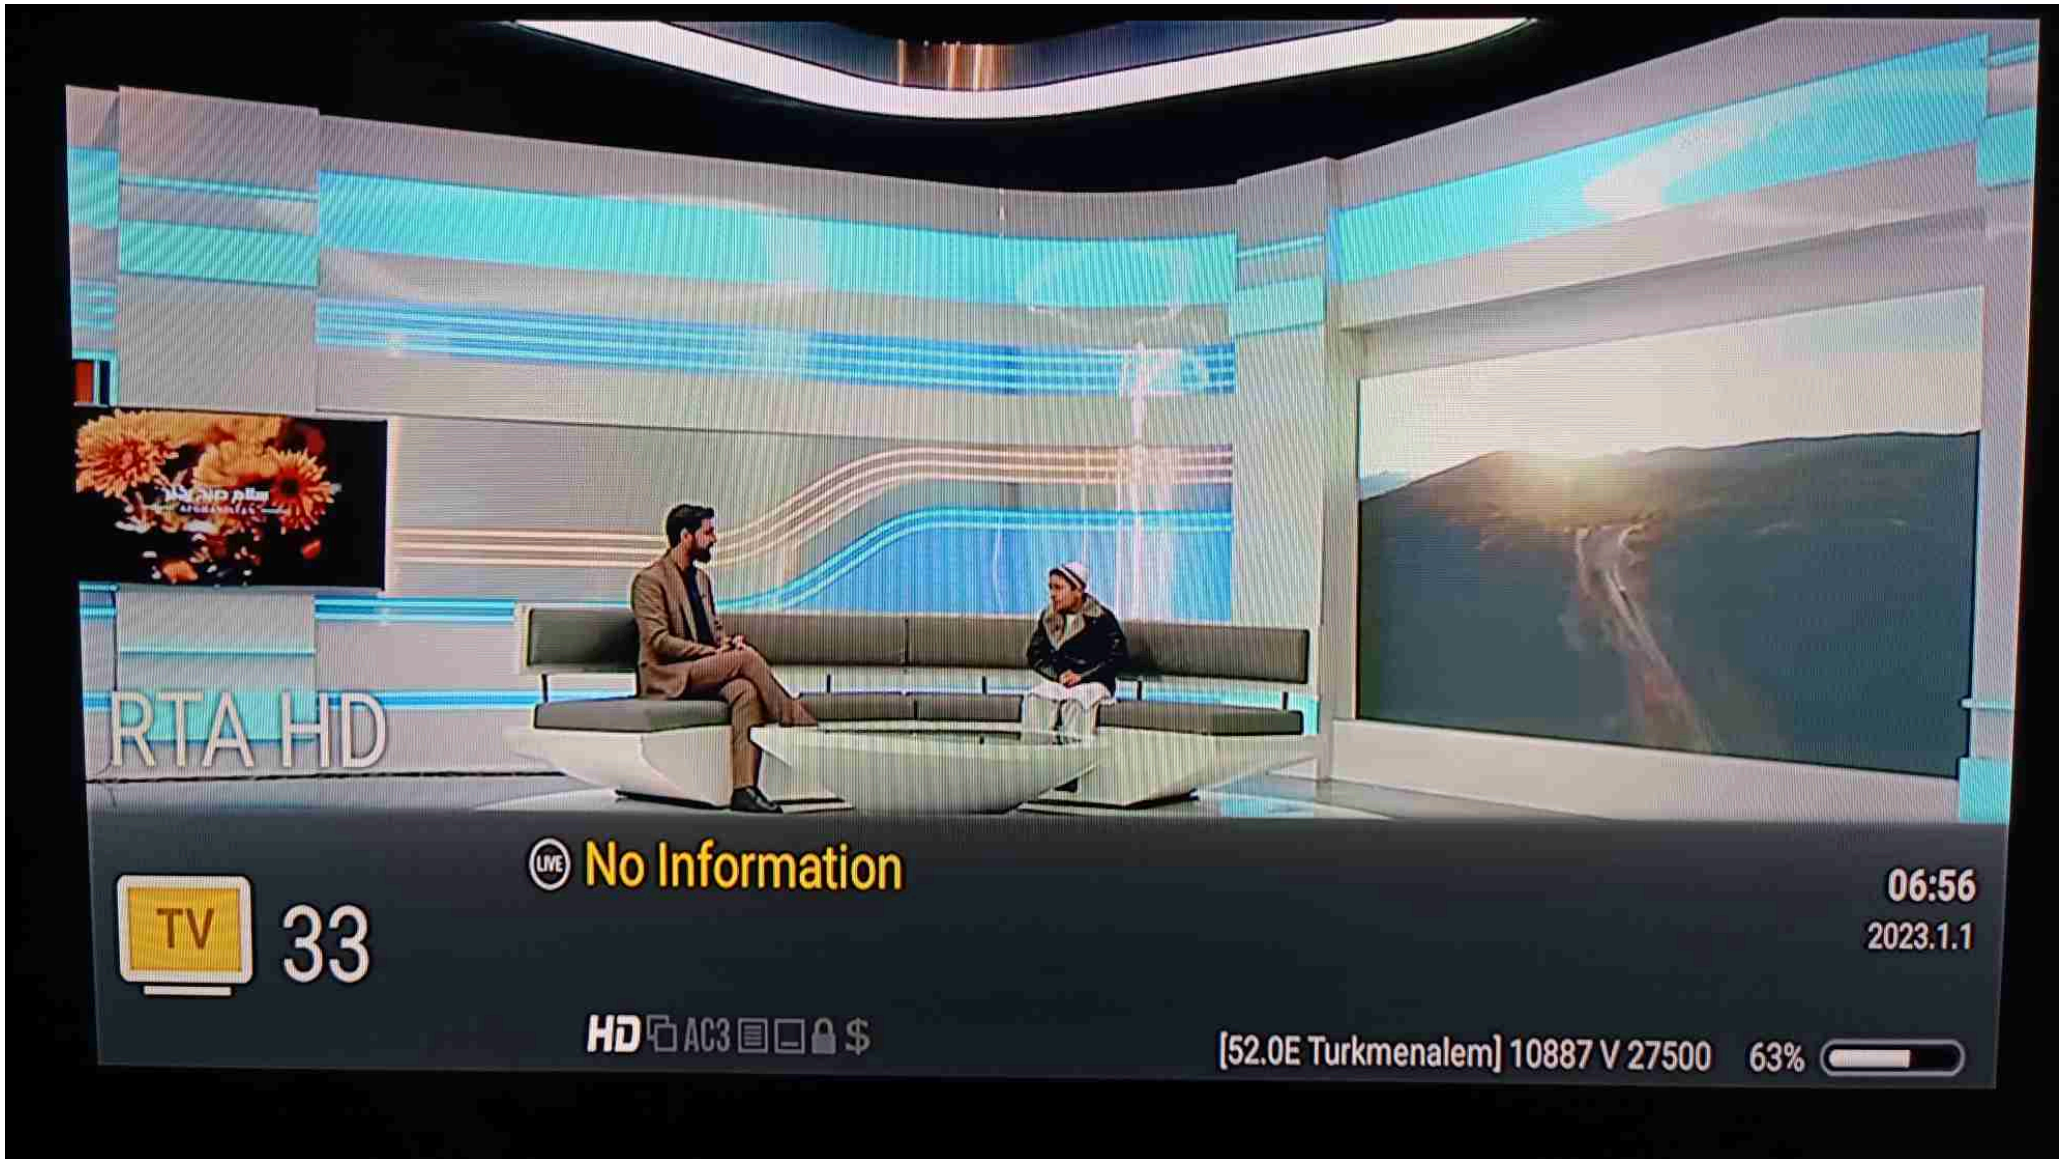 RTA HD
LIVE No Information
TV 33
06:56
2023.1.1
HD AC3 $
[52.0E Turkmenalem] 10887 V 27500 63%